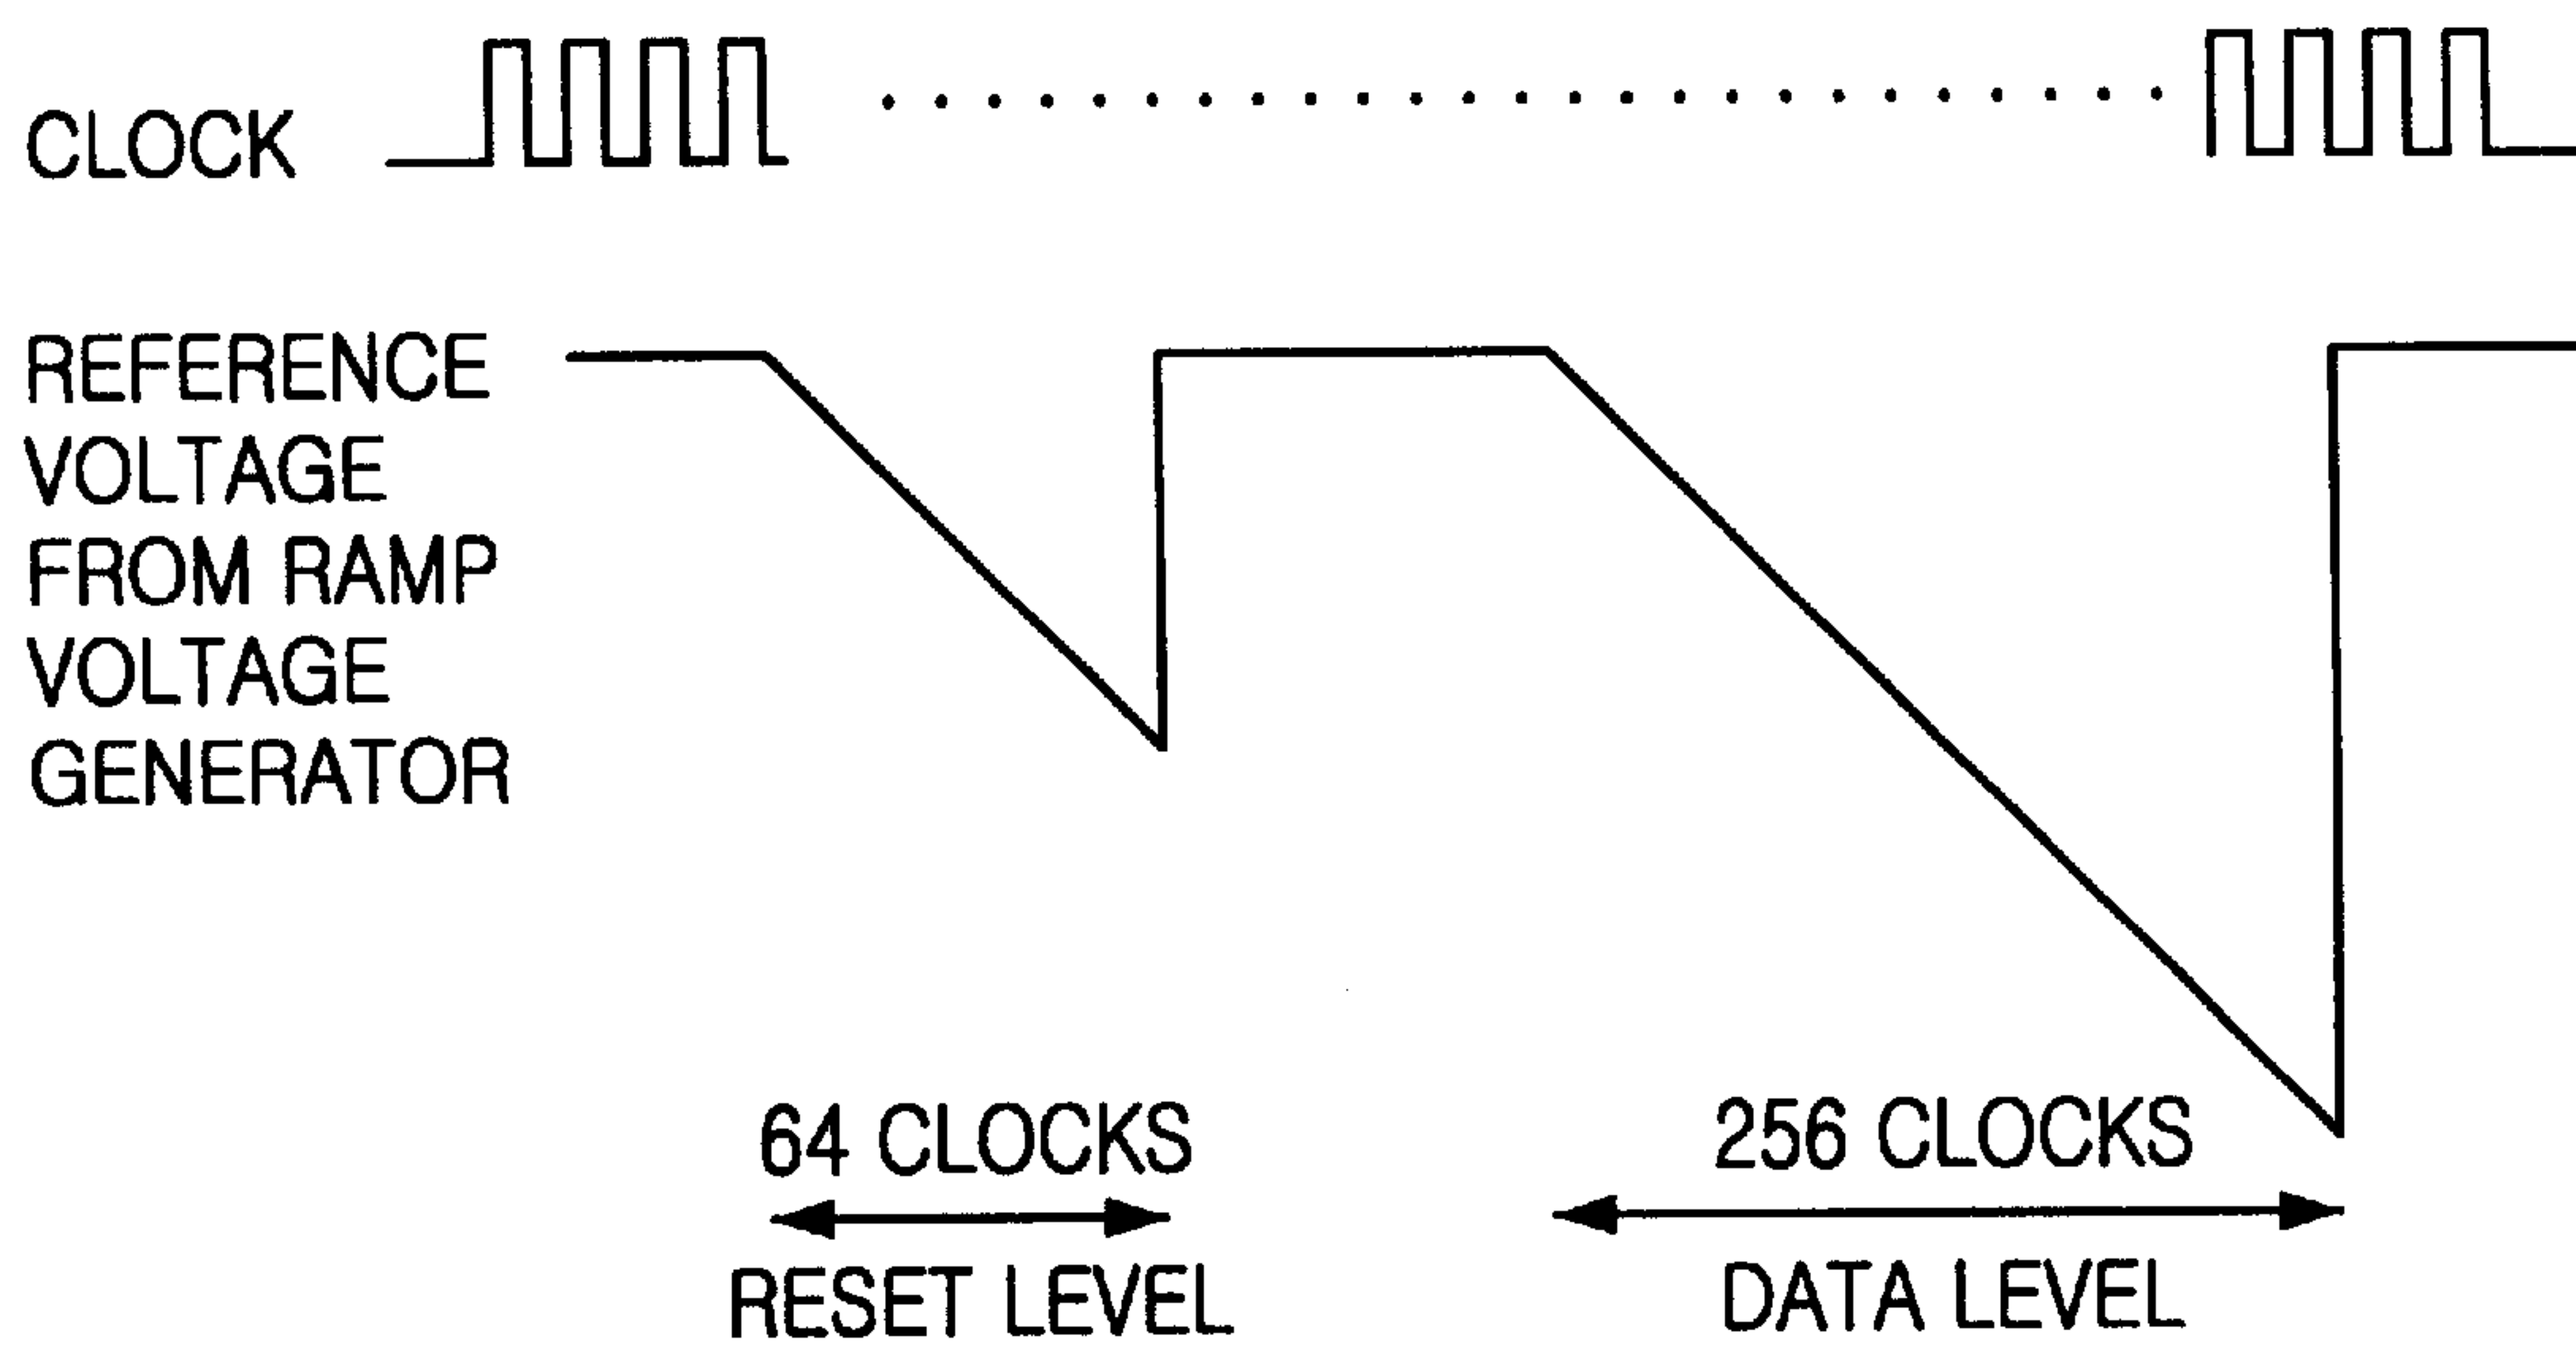 CLOCK
REFERENCE
VOLTAGE
FROM RAMP
VOLTAGE
GENERATOR
64 CLOCKS
256 CLOCKS
RESET LEVEL
DATA LEVEL